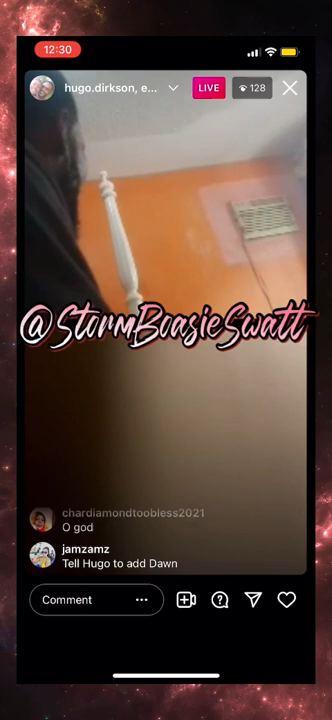 12:30
hugo.dirkson, e...
LIVE
128
@StormBoasieSwatt
chardiamondtoobless2021
O god
jamzamz
Tell Hugo to add Dawn
Comment